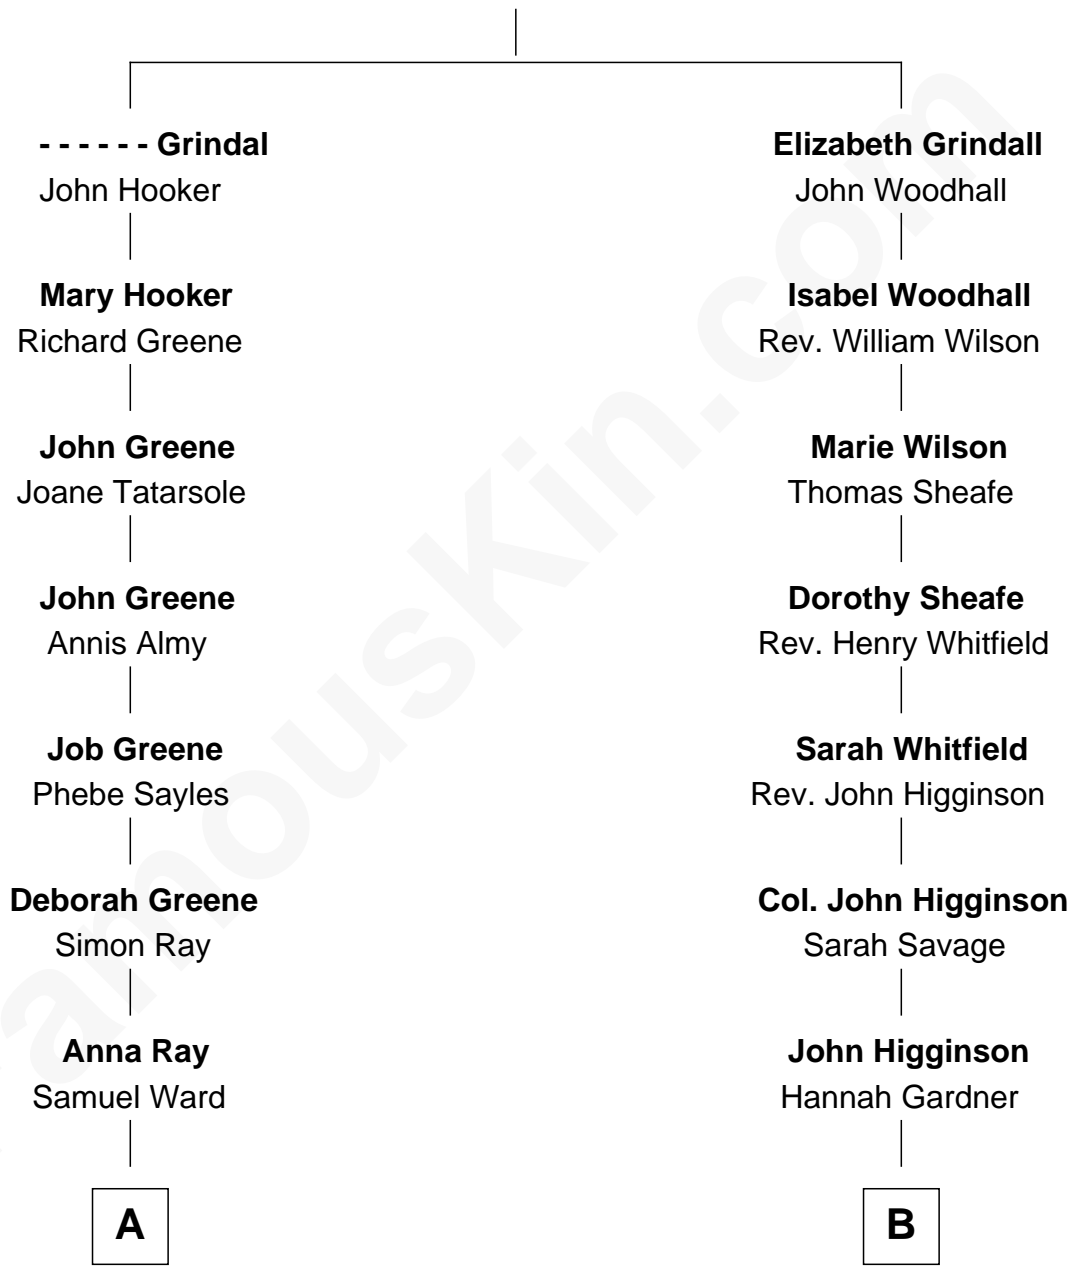 - - - - - - Grindal
John Hooker
Mary Hooker
Richard Greene
John Greene
Joane Tatarsole
John Greene
Annis Almy
Job Greene
Phebe Sayles
Deborah Greene
Simon Ray
Anna Ray
Samuel Ward
A
Elizabeth Grindall
John Woodhall
Isabel Woodhall
Rev. William Wilson
Marie Wilson
Thomas Sheafe
Dorothy Sheafe
Rev. Henry Whitfield
Sarah Whitfield
Rev. John Higginson
Col. John Higginson
Sarah Savage
John Higginson
Hannah Gardner
B
amouskin.com